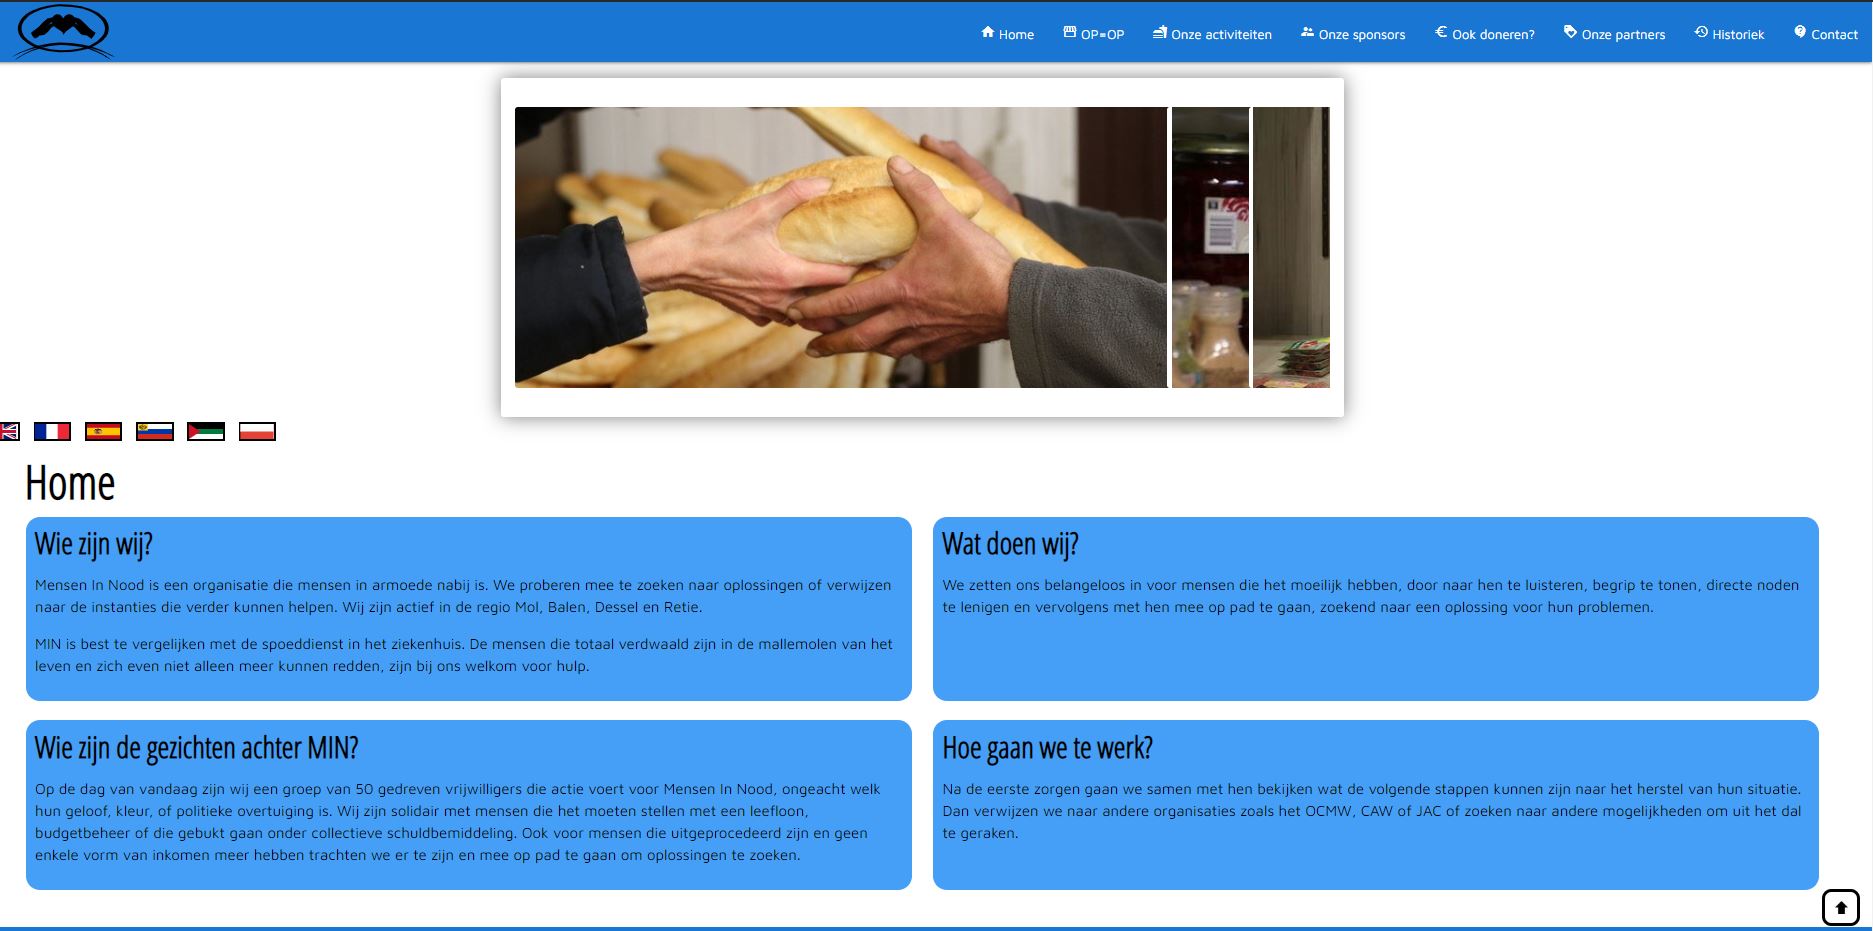 Home OP=OP Onze activiteiten Onze sponsors Ook doneren? Onze partners Historiek Contact
Home
Wie zijn wij?
Mensen In Nood is een organisatie die mensen in armoede nabij is. We proberen mee te zoeken naar oplossingen of verwijzen
naar de instanties die verder kunnen helpen. Wij zijn actief in de regio Mol, Balen, Dessel en Retie.
MIN is best te vergelijken met de spoeddienst in het ziekenhuis. De mensen die totaal verdwaald zijn in de mallemolen van het
leven en zich even niet alleen meer kunnen redden, zijn bij ons welkom voor hulp.
Wat doen wij?
We zetten ons belangeloos in voor mensen die het moeilijk hebben, door naar hen te luisteren, begrip te tonen, directe noden
te lenigen en vervolgens met hen mee op pad te gaan, zoekend naar een oplossing voor hun problemen.
Wie zijn de gezichten achter MIN?
Op de dag van vandaag zijn wij een groep van 50 gedreven vrijwilligers die actie voert voor Mensen In Nood, ongeacht welk
hun geloof, kleur, of politieke overtuiging is. Wij zijn solidair met mensen die het moeten stellen met een leefloon,
budgetbeheer of die gebukt gaan onder collectieve schuldbemiddeling. Ook voor mensen die uitgeprocedeerd zijn en geen
enkele vorm van inkomen meer hebben trachten we er te zijn en mee op pad te gaan om oplossingen te zoeken.
Hoe gaan we te werk?
Na de eerste zorgen gaan we samen met hen bekijken wat de volgende stappen kunnen zijn naar het herstel van hun situatie.
Dan verwijzen we naar andere organisaties zoals het OCMW, CAW of JAC of zoeken naar andere mogelijkheden om uit het dal
te geraken.